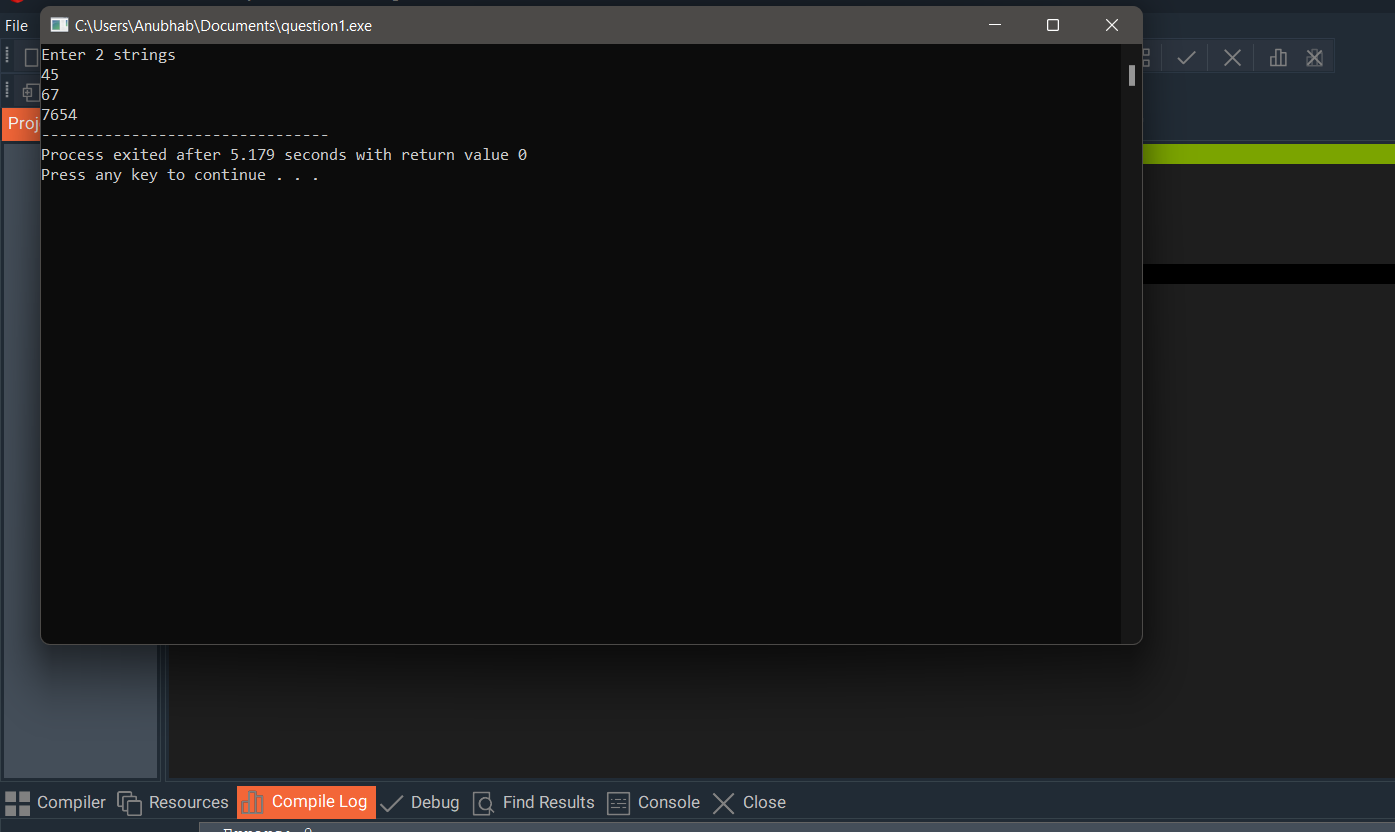 C:\Users\Anubhab\Documents\question1.exe
File
Enter 2 strings
45
67
7654
Proj
--------------------------------
Process exited after 5.179 seconds with return value 0
Press any key to continue . . .
Compiler Resources Compile Log Debug Find Results Console Close